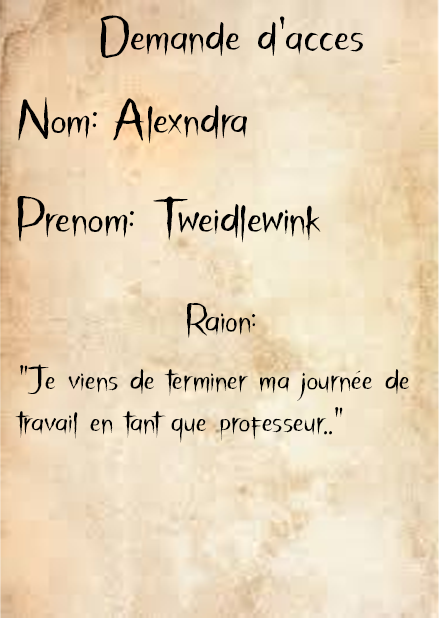 Demande d'acces
Nom: Alexndra
Prenom: Tweidlewink
Raion:
"Je viens de terminer ma journée de
travail en tant que professeur.."